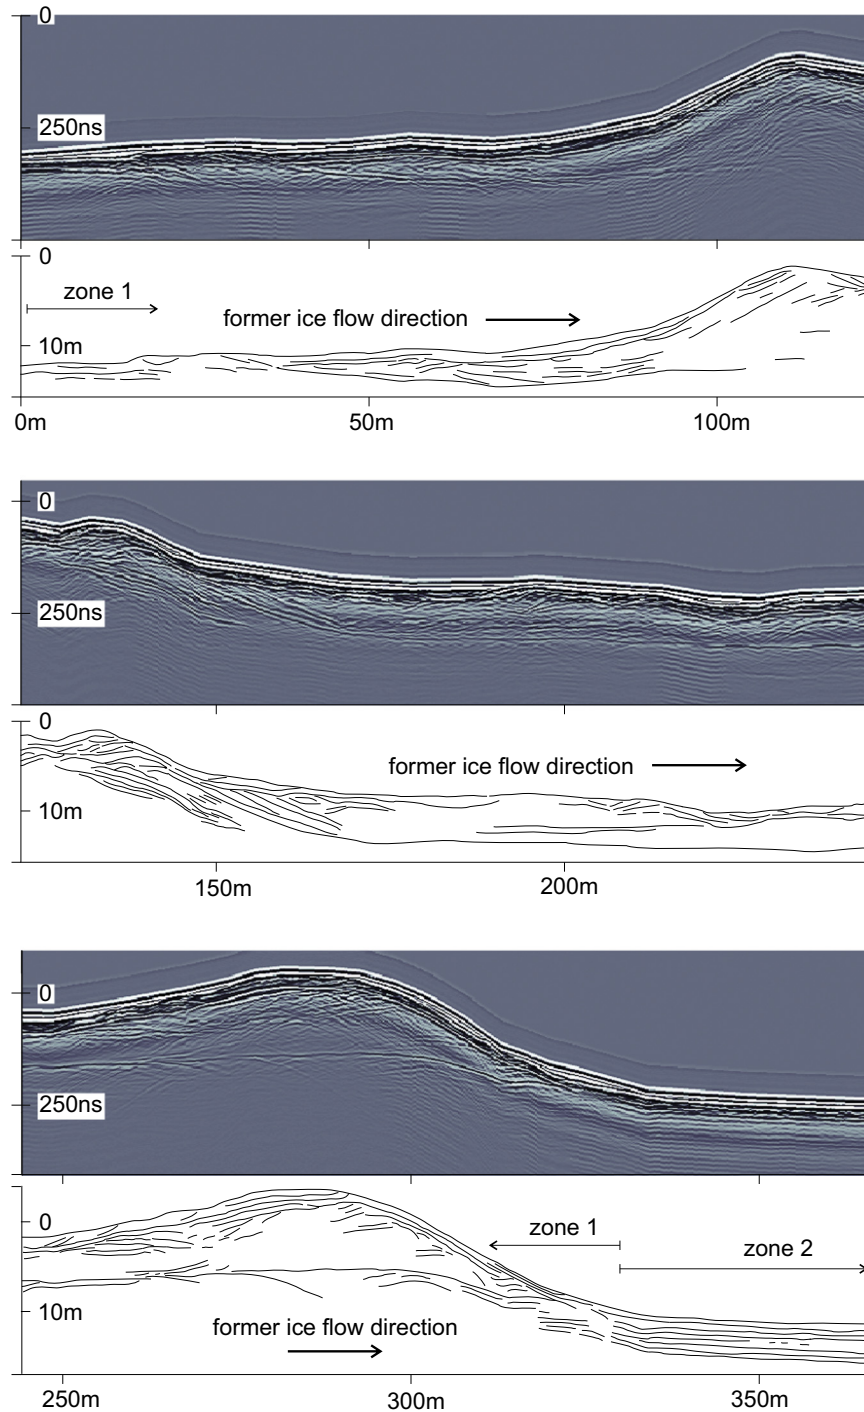 0
250ns
0
zone 1
former ice flow direction
10m
0m 50m 100m
0
250ns
0
former ice flow direction
10m
150m 200m
0
250ns
0
zone 1
zone 2
10m
former ice flow direction
250m 300m 350m